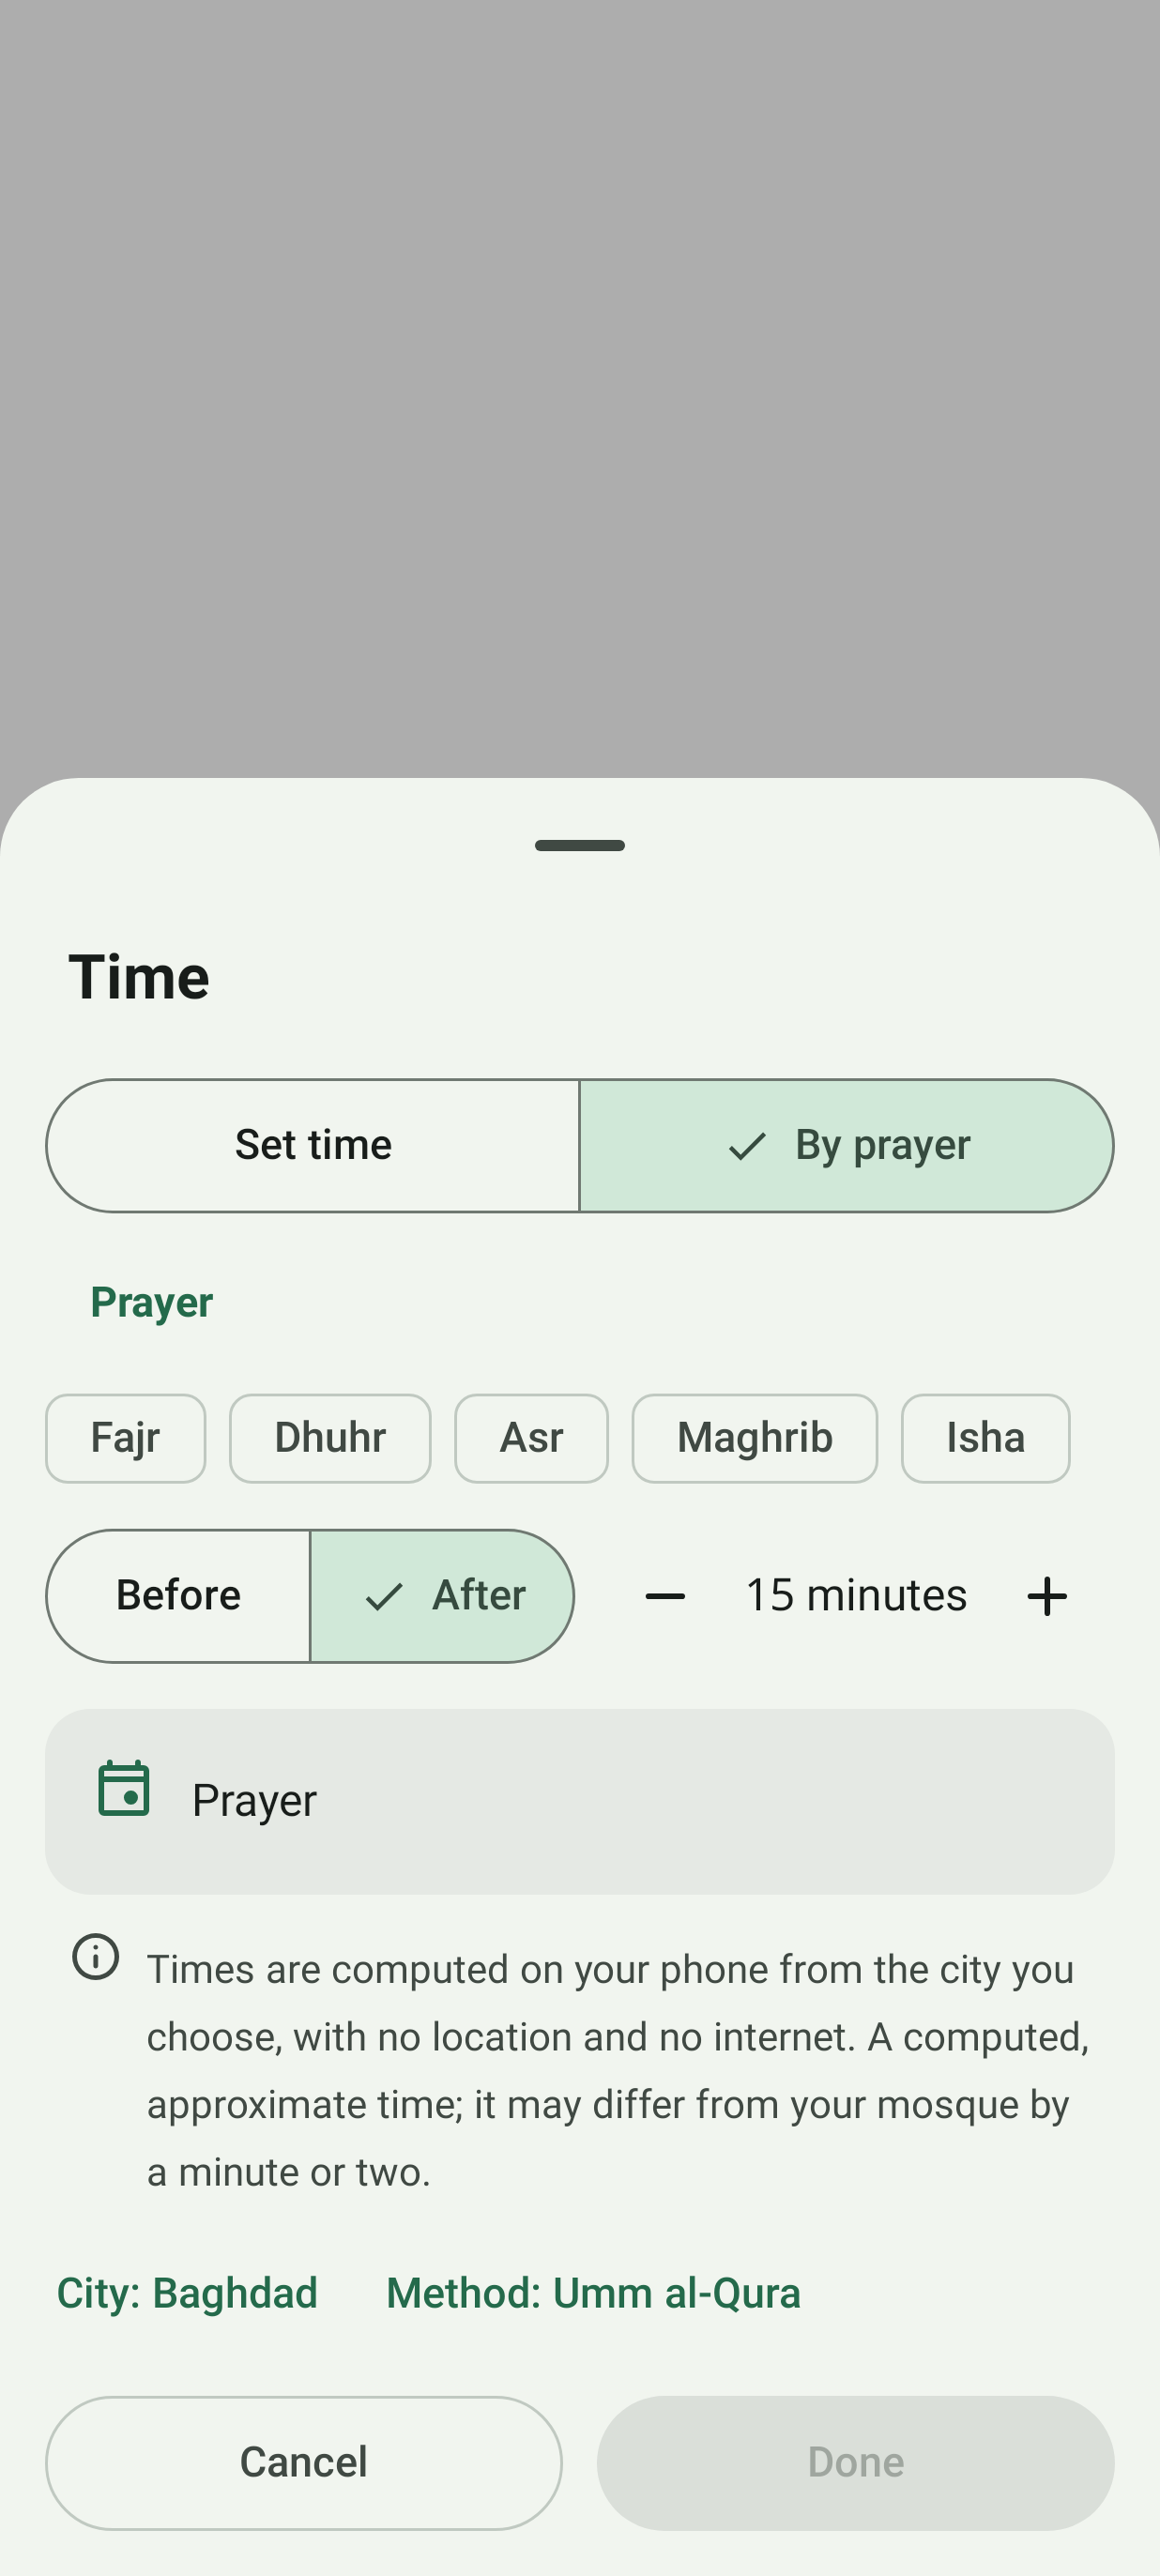 Time
Set time
By prayer
Prayer
Fajr
Dhuhr
Asr
Maghrib
Isha
Before
After
15 minutes
Prayer
Times are computed on your phone from the city you
choose, with no location and no internet. A computed,
approximate time; it may differ from your mosque by
a minute or two.
City: Baghdad
Method: Umm al-Qura
Cancel
Done